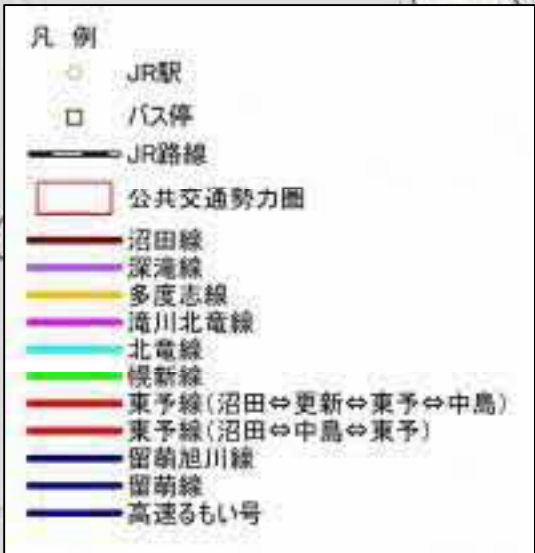 凡 例
JR駅
バス停
JR路線
公共交通勢力圏
沼田線
深滝線
多度志線
滝川北竜線
北竜線
幌新線
東予線(沼田⇔更新⇔東予⇔中島)
東予線(沼田⇔中島⇔東予)
留萌旭川線
留萌線
高速るもい号